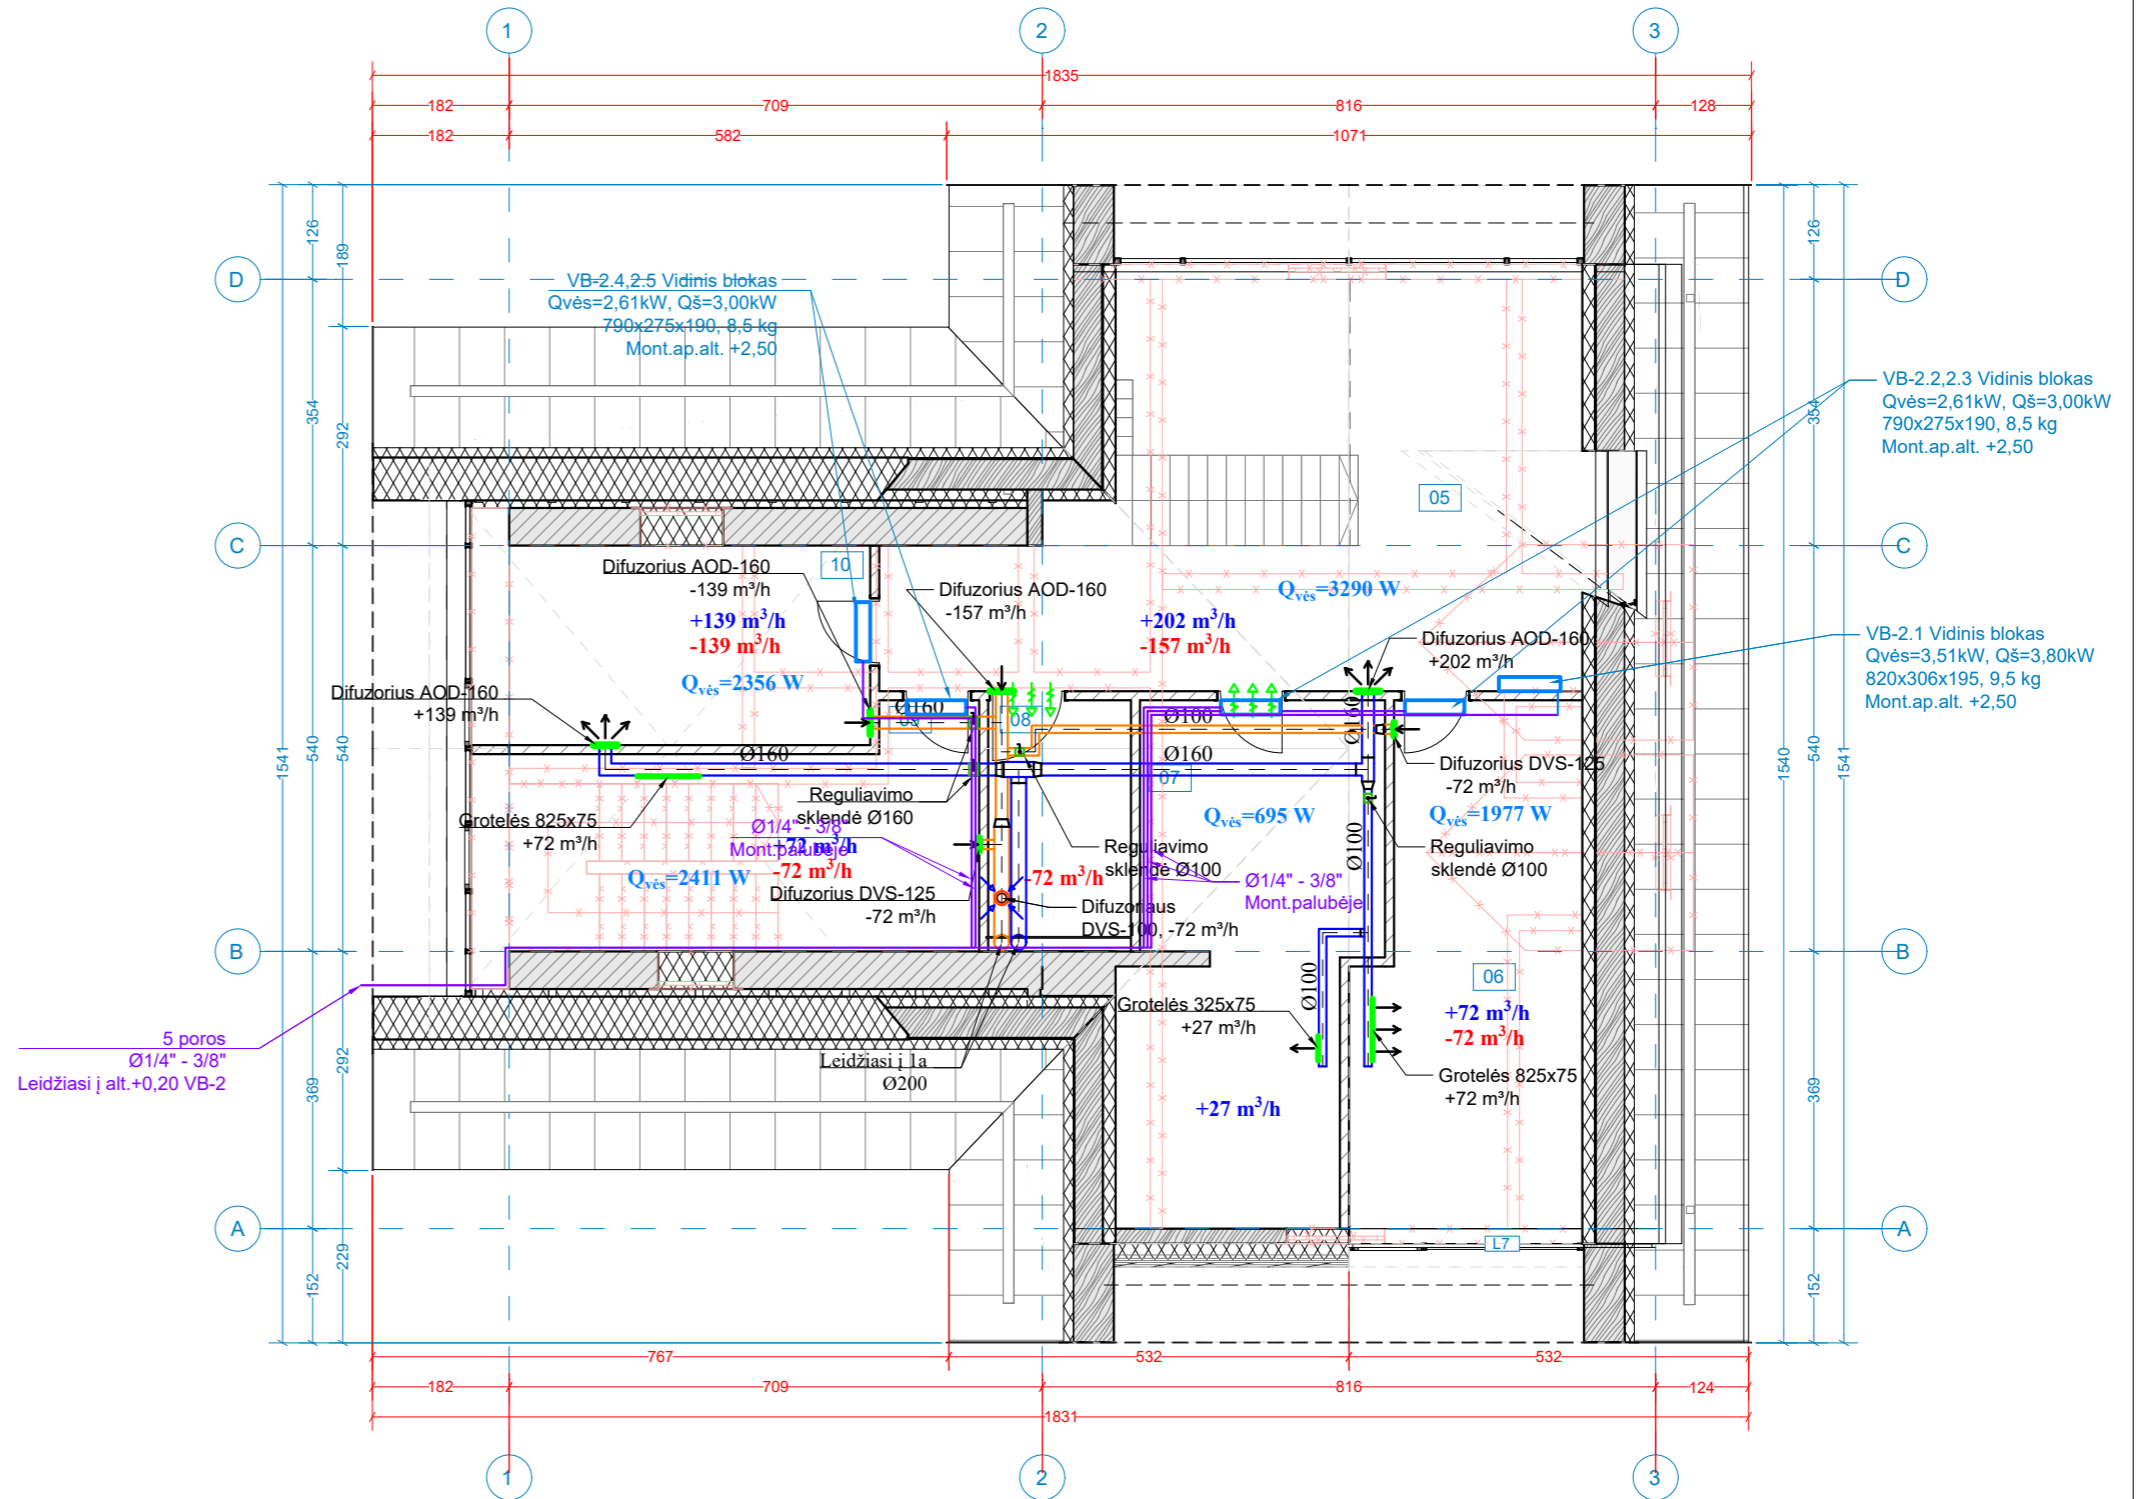 1
2
3
1835
182
709
816
128
182
582
1071
126
189
126
D
D
VB-2.4,2.5 Vidinis blokas
Qvės=2,61kW, Qš=3,00kW
790x275x190, 8,5 kg
Mont.ap.alt. +2,50
354
292
354
VB-2.2,2.3 Vidinis blokas
Qvės=2,61kW, Qš=3,00kW
790x275x190, 8,5 kg
Mont.ap.alt. +2,50
05
C
C
Difuzorius AOD-160
-139 m³/h
10
Difuzorius AOD-160
-157 m³/h
Qvės=3290 W
+139 m³/h
-139 m³/h
+202 m³/h
-157 m³/h
Difuzorius AOD-160
+202 m³/h
VB-2.1 Vidinis blokas
Qvės=3,51kW, Qš=3,80kW
820x306x195, 9,5 kg
Mont.ap.alt. +2,50
Qvės=2356 W
Difuzorius AOD-160
+139 m³/h
Ø160
09
08
Ø100
Ø160
Ø160
Ø160
07
Difuzorius DVS-125
-72 m³/h
1541
540
540
1540
540
1541
Reguliavimo
sklendė Ø160
Grotelės 825x75
+72 m³/h
Ø1/4" - 3/8"
Mont.palubėje
+72 m³/h
-72 m³/h
Qvės=2411 W
Difuzorius DVS-125
-72 m³/h
Qvės=695 W
Qvės=1977 W
Reguliavimo
sklendė Ø100
Ø100
Reguliavimo
sklendė Ø100
-72 m³/h
Ø1/4" - 3/8"
Mont.palubėje
Difuzoriaus
DVS-100, -72 m³/h
B
B
06
Ø100
Grotelės 325x75
+27 m³/h
+72 m³/h
-72 m³/h
5 poros
Ø1/4" - 3/8"
Leidžiasi į alt.+0,20 VB-2
Leidžiasi į 1a
Ø200
Grotelės 825x75
+72 m³/h
+27 m³/h
369
292
369
A
A
L7
152
229
152
767
532
532
182
709
816
124
1831
1
2
3